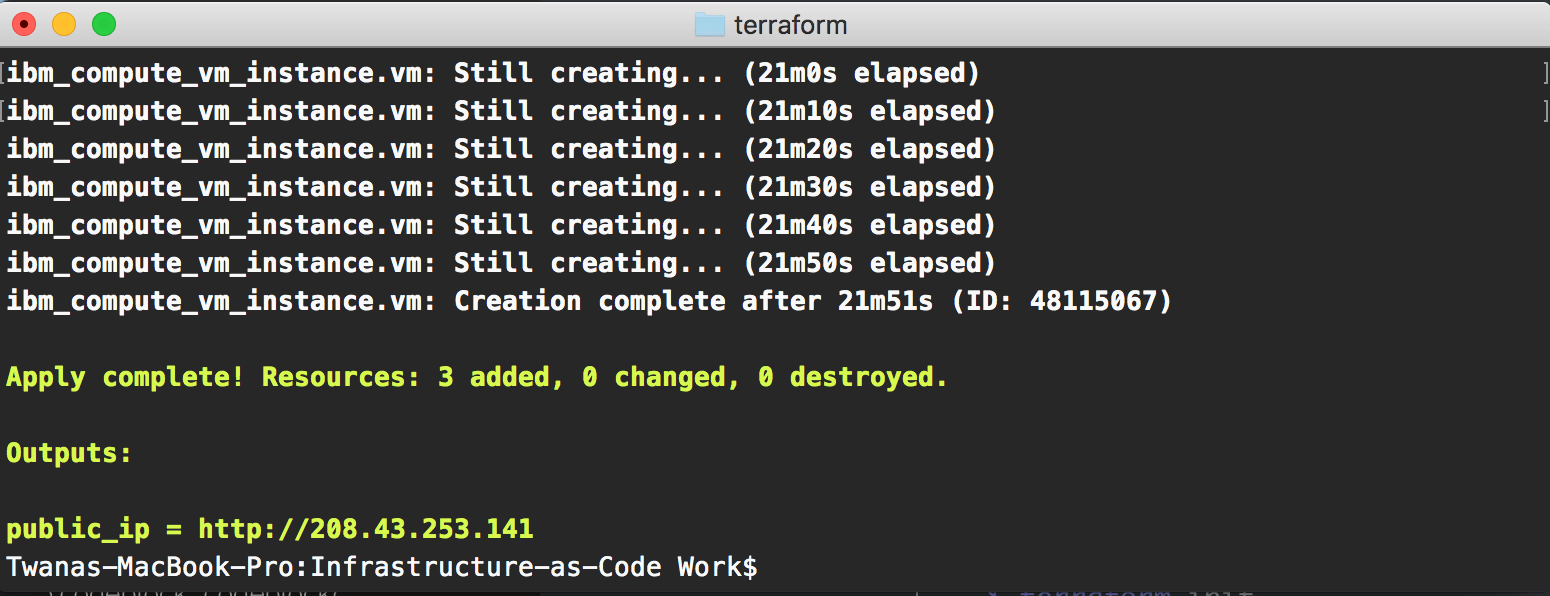 terraform
ibm_compute_vm_instance.vm: Still creating... (21m0s elapsed)
ibm_compute_vm_instance.vm: Still creating... (21m10s elapsed)
ibm_compute_vm_instance.vm: Still creating... (21m20s elapsed)
ibm_compute_vm_instance.vm: Still creating... (21m30s elapsed)
ibm_compute_vm_instance.vm: Still creating... (21m40s elapsed)
ibm_compute_vm_instance.vm: Still creating... (21m50s elapsed)
ibm_compute_vm_instance.vm: Creation complete after 21m51s (ID: 48115067)
Apply complete! Resources: 3 added, 0 changed, 0 destroyed.
Outputs:
public_ip = http://208.43.253.141
Twanas-MacBook-Pro:Infrastructure-as-Code Work$